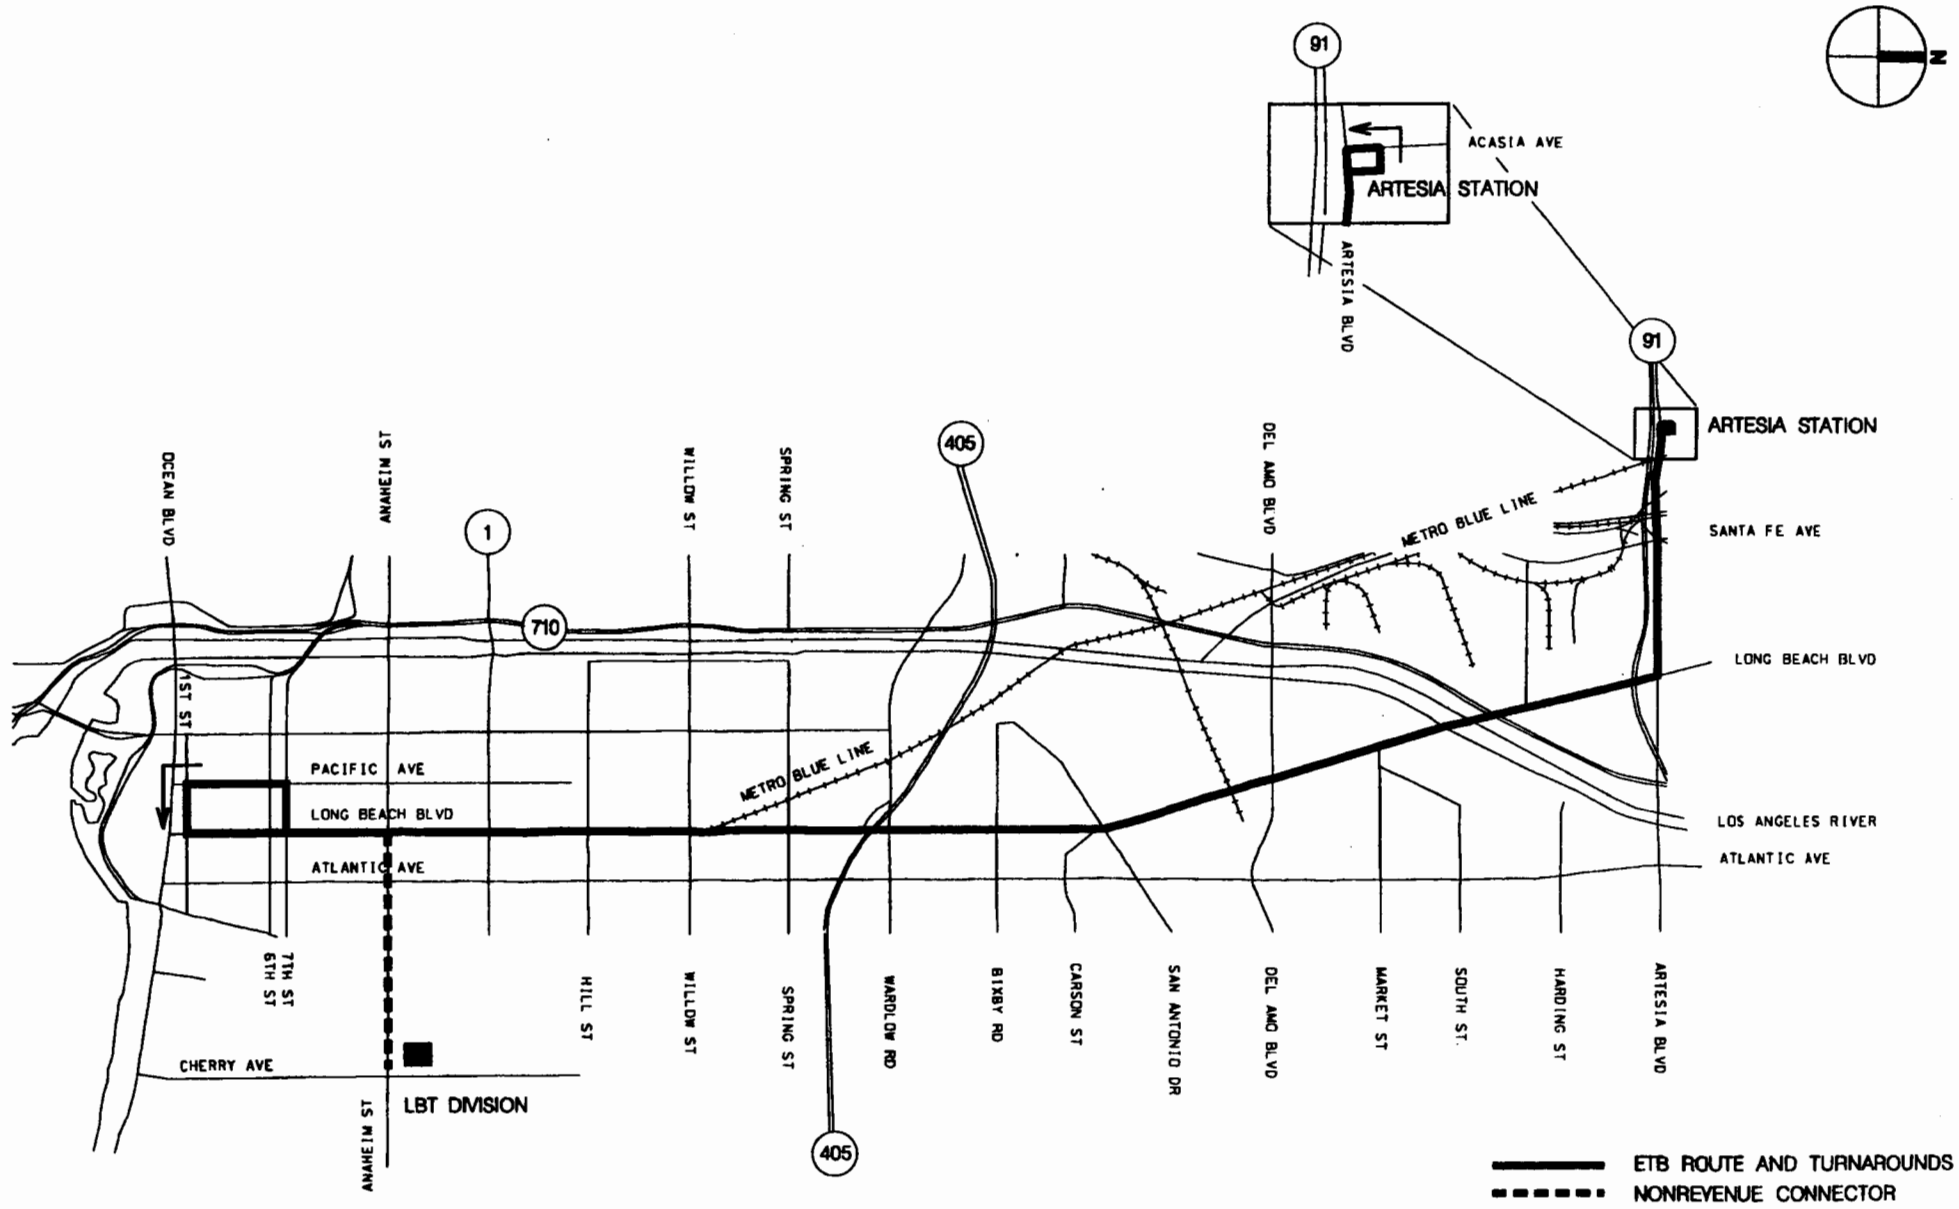 91
N
ACASIA AVE
ARTESIA STATION
ARTESIA BLVD
91
ARTESIA STATION
OCEAN BLVD
ANAHEIM ST
WILLOW ST
SPRING ST
405
DEL AMO BLVD
METRO BLUE LINE
SANTA FE AVE
1
710
1ST ST
LONG BEACH BLVD
PACIFIC AVE
METRO BLUE LINE
LONG BEACH BLVD
LOS ANGELES RIVER
ATLANTIC AVE
ATLANTIC AVE
6TH ST
7TH ST
HILL ST
WILLOW ST
SPRING ST
WARDLOW RD
BIXBY RD
CARSON ST
SAN ANTONIO DR
DEL AMO BLVD
MARKET ST
SOUTH ST.
HARDING ST
ARTESIA BLVD
CHERRY AVE
LBT DIVISION
ANAHEIM ST
405
ETB ROUTE AND TURNAROUNDS
NONREVENUE CONNECTOR